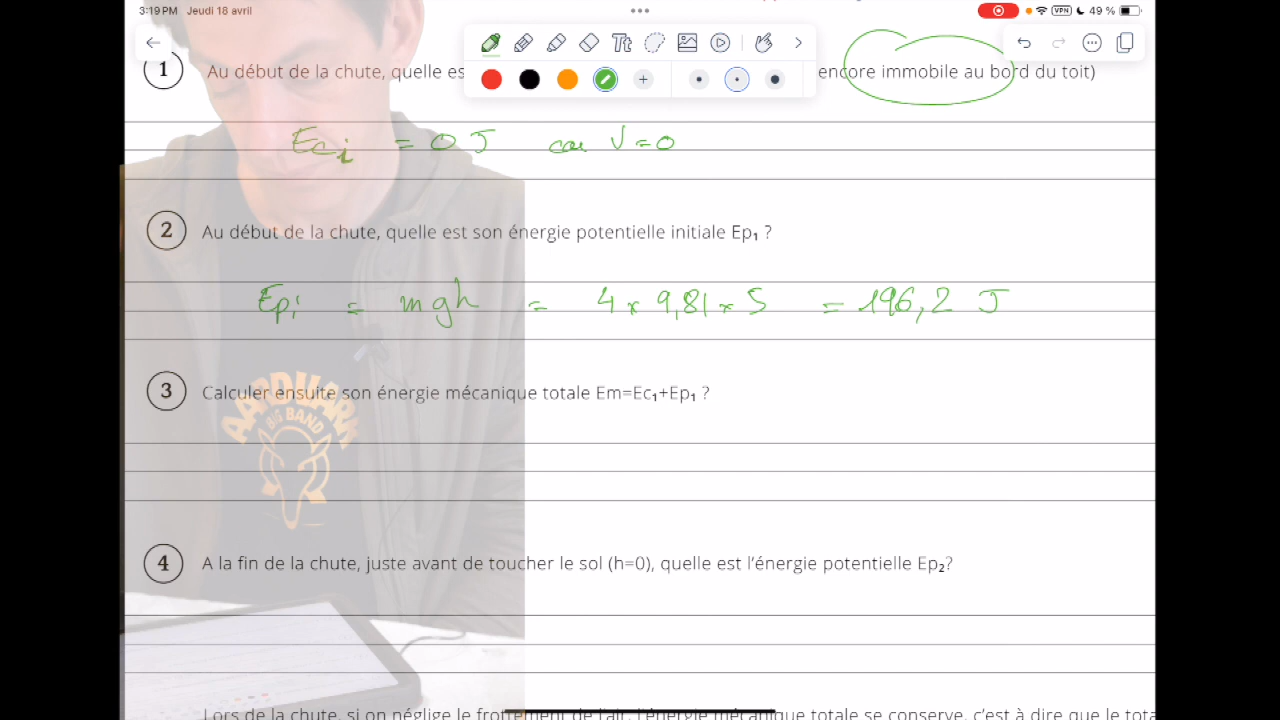 3:19 PM Jeudi 18 avril
VPN 49 %
1 Au début de la chute, quelle es encore immobile au bord du toit)
Eci = 0 J car V = 0
2 Au début de la chute, quelle est son énergie potentielle initiale Ep₁ ?
Epi = mgh = 4 x 9,81 x 5 = 196,2 J
3 Calculer ensuite son énergie mécanique totale Em=Ec₁+Ep₁ ?
AARDVARK
BIG BAND
4 A la fin de la chute, juste avant de toucher le sol (h=0), quelle est l’énergie potentielle Ep₂?
Lors de la chute, si on néglige le frottement de l’air, l’énergie mécanique totale se conserve, c’est à dire que le tota